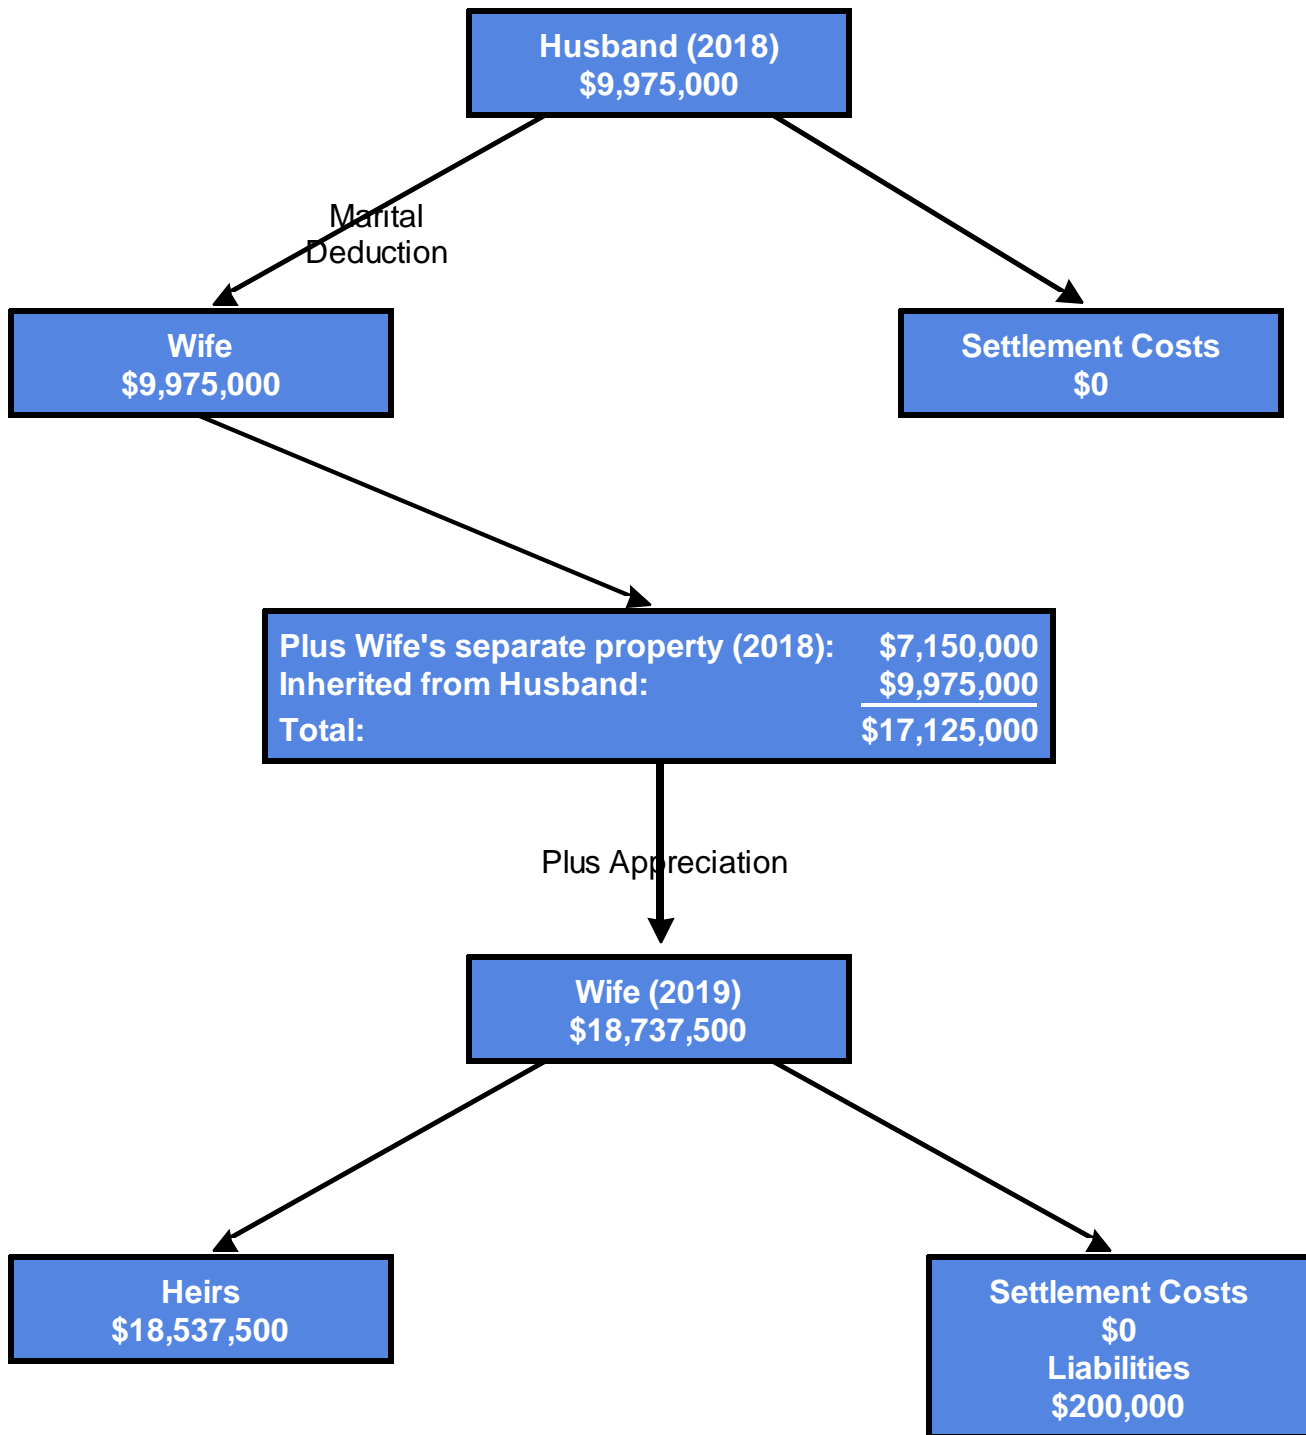 Husband (2018)
$9,975,000
Marital
Deduction
Wife
$9,975,000
Settlement Costs
$0
Plus Wife's separate property (2018): $7,150,000
Inherited from Husband: $9,975,000
Total: $17,125,000
Plus Appreciation
Wife (2019)
$18,737,500
Heirs
$18,537,500
Settlement Costs
$0
Liabilities
$200,000